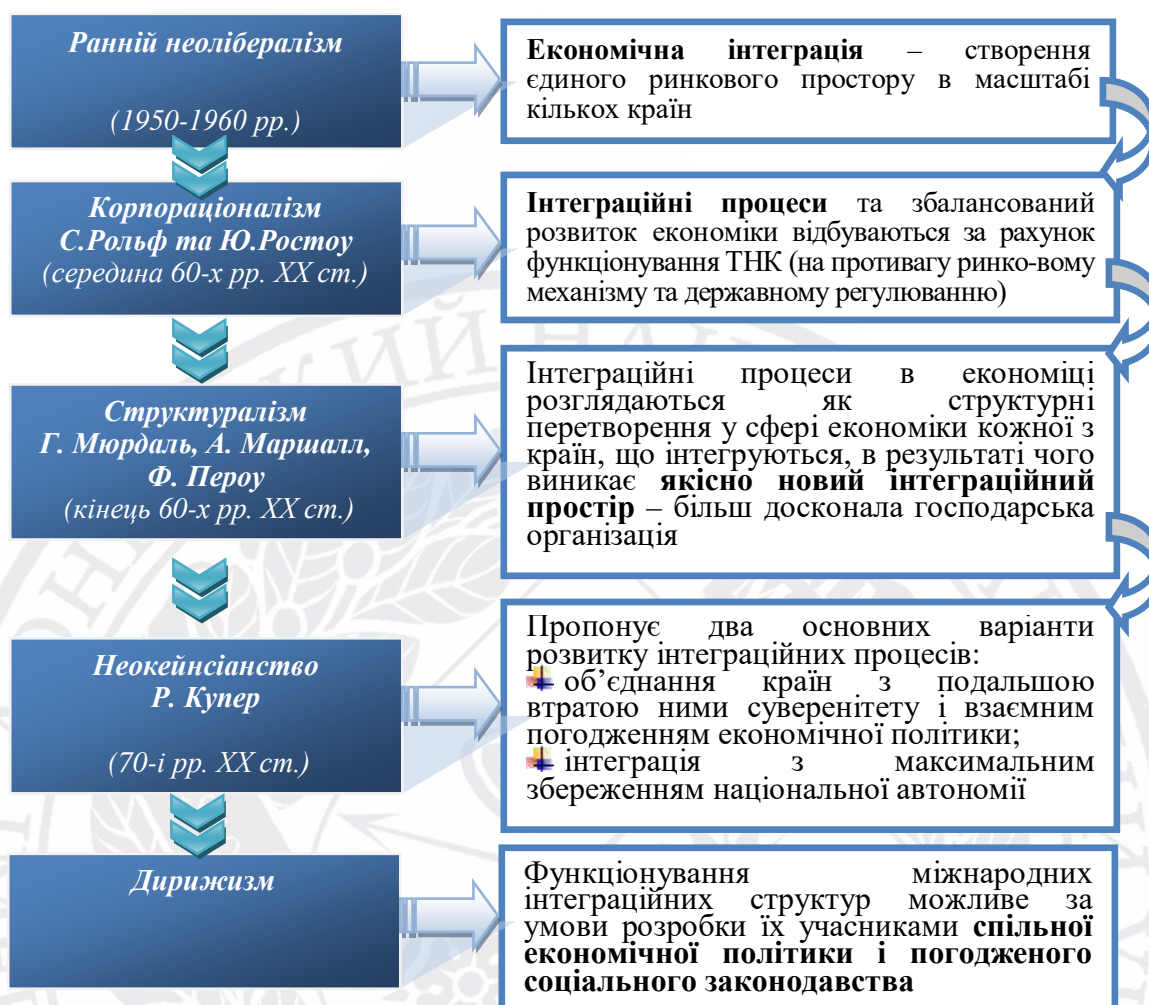 Ранній неолібералізм
(1950-1960 рр.)
Економічна інтеграція – створення
єдиного ринкового простору в масштабі
кількох країн
Корпораціоналізм
С.Рольф та Ю.Ростоу
(середина 60-х рр. ХХ ст.)
Інтеграційні процеси та збалансований
розвиток економіки відбуваються за рахунок
функціонування ТНК (на противагу ринко-вому
механізму та державному регулюванню)
Структуралізм
Г. Мюрдаль, А. Маршалл,
Ф. Пероу
(кінець 60-х рр. ХХ ст.)
Інтеграційні процеси в економіці
розглядаються як структурні
перетворення у сфері економіки кожної з
країн, що інтегруються, в результаті чого
виникає якісно новий інтеграційний
простір – більш досконала господарська
організація
Неокейнсіанство
Р. Купер
(70-і рр. ХХ ст.)
Пропонує два основних варіанти
розвитку інтеграційних процесів:
об’єднання країн з подальшою
втратою ними суверенітету і взаємним
погодженням економічної політики;
інтеграція з максимальним
збереженням національної автономії
Дирижизм
Функціонування міжнародних
інтеграційних структур можливе за
умови розробки їх учасниками спільної
економічної політики і погодженого
соціального законодавства